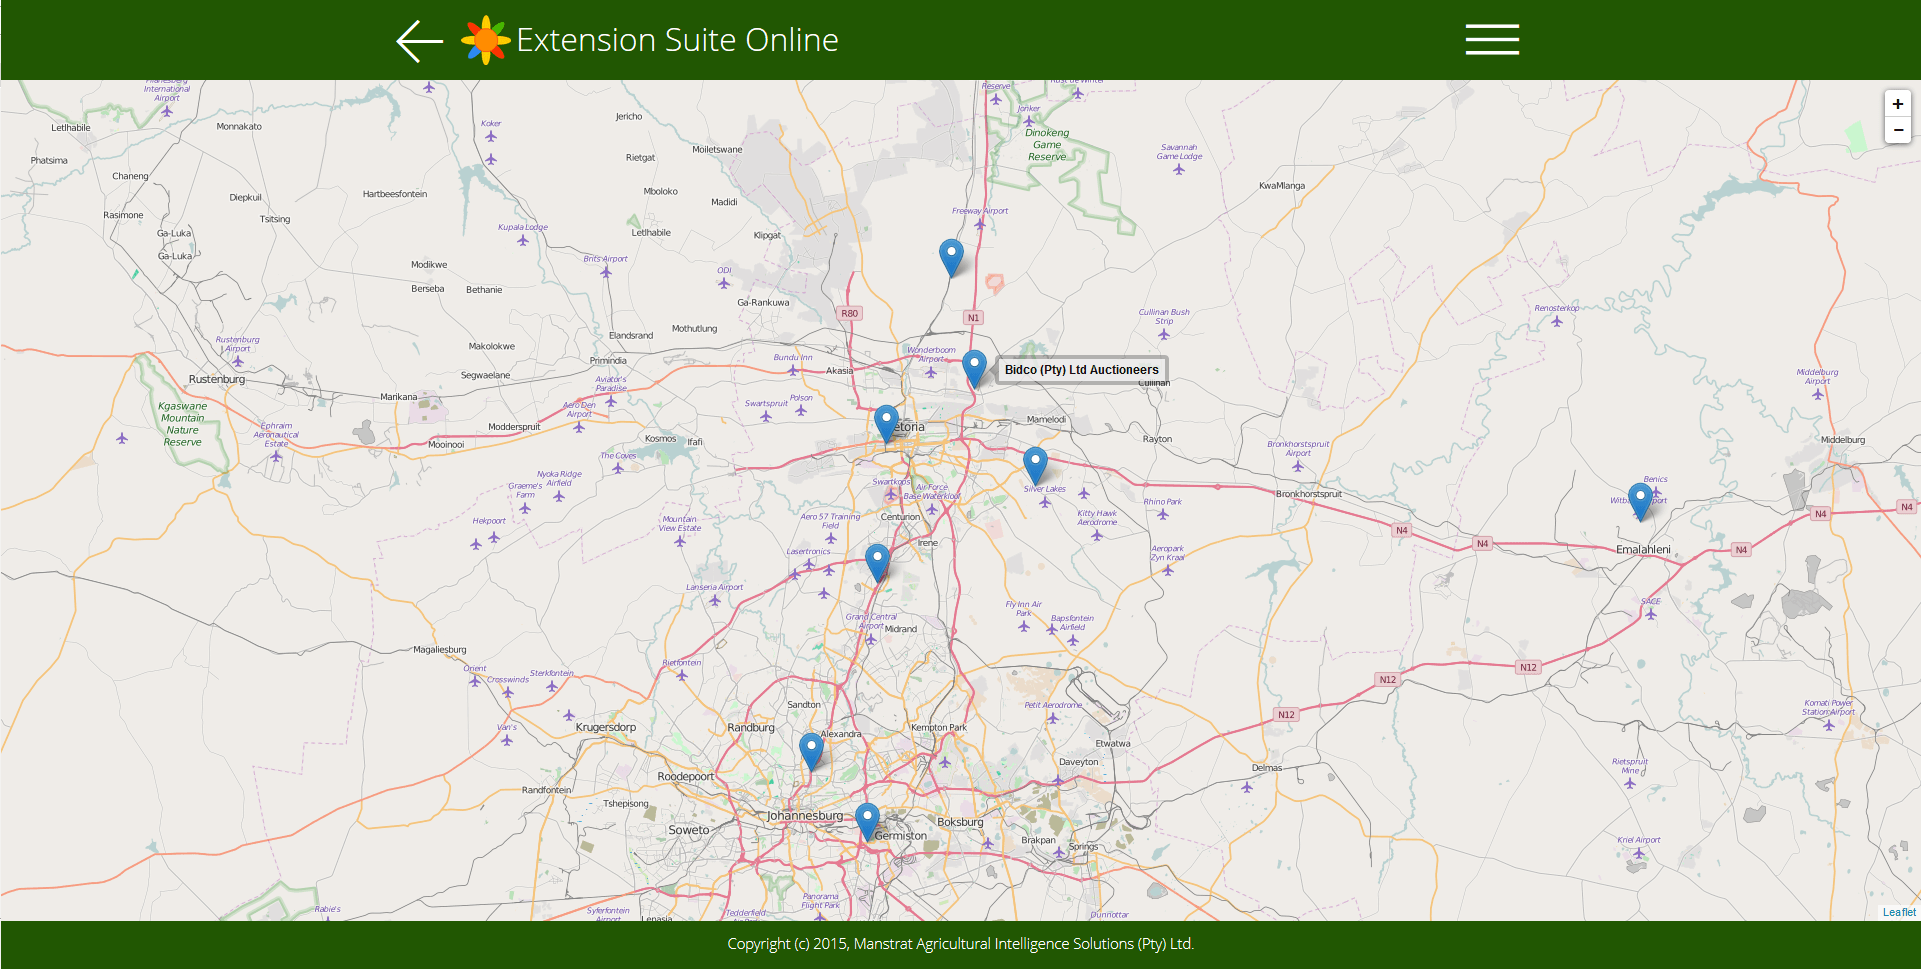 Extension Suite Online
+
-
International
Airport
Reserve
Jericho
Letlhabile
Monnakato
Koker
Jonker
Dinokeng
Game
Reserve
Phatsima
Rietgat
Moiletswane
Savannah
Game Lodge
Chaneng
Diepkuil
Hartbeesfontein
Mboloko
Madidi
KwaMlanga
Rasimone
Tsitsing
Freeway Airport
Ga-Luka
Kupala Lodge
Letlhabile
Klipgat
Ga-Luka
Modikwe
Brits Airport
ODI
Berseba
Bethanie
Ga-Rankuwa
R80
N1
Cullinan Bush
Strip
Renosterkop
Elandsrand
Mothutlung
Rustenburg
Airport
Makolokwe
Primindia
Bundu Inn
Wonderboom
Airport
Bidco (Pty) Ltd Auctioneers
Akasia
Cullinan
Rustenburg
Segwaelane
Aviator's
Paradise
Middelburg
Airport
Marikana
Kgaswane
Mountain
Nature
Reserve
Aero Den
Airport
Swartspruit
Polson
Mamelodi
Ephraim
Aeronautical
Estate
Modderspruit
Mooinooi
Kosmos
Ifafi
etoria
Rayton
Bronkhorstspruit
Airport
Middelburg
The Coves
Nyoka Ridge
Airfield
Graeme's
Farm
Swartkops
Air Force
Base Waterkloof
Silver Lakes
Bronkhorstspruit
Benics
Rhino Park
Hekpoort
Mountain
View Estate
Aero 57 Training
Field
Centurion
Kitty Hawk
Aerodrome
N4
N4
N4
N4
N4
Irene
Lasertronics
Aeropark
Zyn Kraal
Emalahleni
Lanseria Airport
SACE
Grand Central
Airport
Midrand
Fly Inn Air
Park
Bapsfontein
Airfield
Magaliesburg
Rietfontein
Orient
Crosswinds
Sterkfontein
N12
N12
N12
Sandton
Petit Aerodrome
Komati Power
Station Airport
Van's
Krugersdorp
Randburg
Alexandra
Kempton Park
Etwatwa
Roodepoort
Daveyton
Delmas
Rietspruit
Mine
Randfontein
Tshepisong
Johannesburg
Soweto
Germiston
Boksburg
Brakpan
Springs
Kriel Airport
Panorama
Flight Park
Rabie's
Syferfontein
Airport
Lenasia
Tedderfield
Dunnottar
Leaflet
Copyright (c) 2015, Manstrat Agricultural Intelligence Solutions (Pty) Ltd.